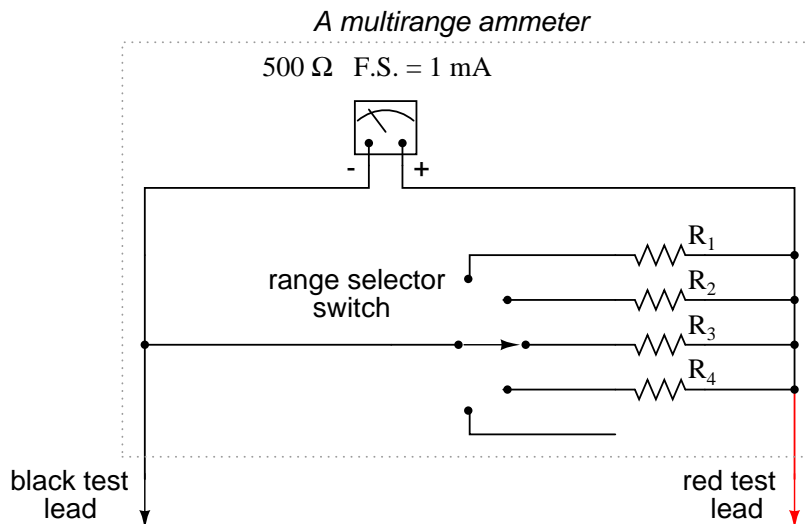 A multirange ammeter
500 Ω F.S. = 1 mA
- +
R1
R2
range selector
switch
R3
R4
black test
lead
red test
lead